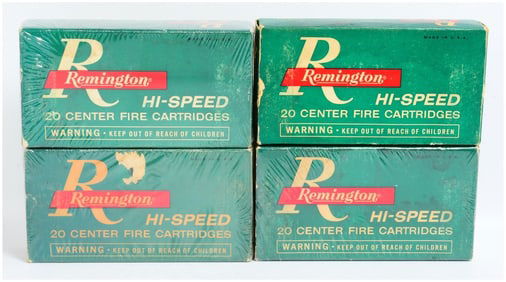 R
Remington®
HI-SPEED
20 CENTER FIRE CARTRIDGES
WARNING • KEEP OUT OF REACH OF CHILDREN
MADE IN U.S.A.
R
Remington®
HI-SPEED
20 CENTER FIRE CARTRIDGES
WARNING • KEEP OUT OF REACH OF CHILDREN
R
Remington®
HI-SPEED
20 CENTER FIRE CARTRIDGES
WARNING • KEEP OUT OF REACH OF CHILDREN
R
Remington®
HI-SPEED
20 CENTER FIRE CARTRIDGES
WARNING • KEEP OUT OF REACH OF CHILDREN